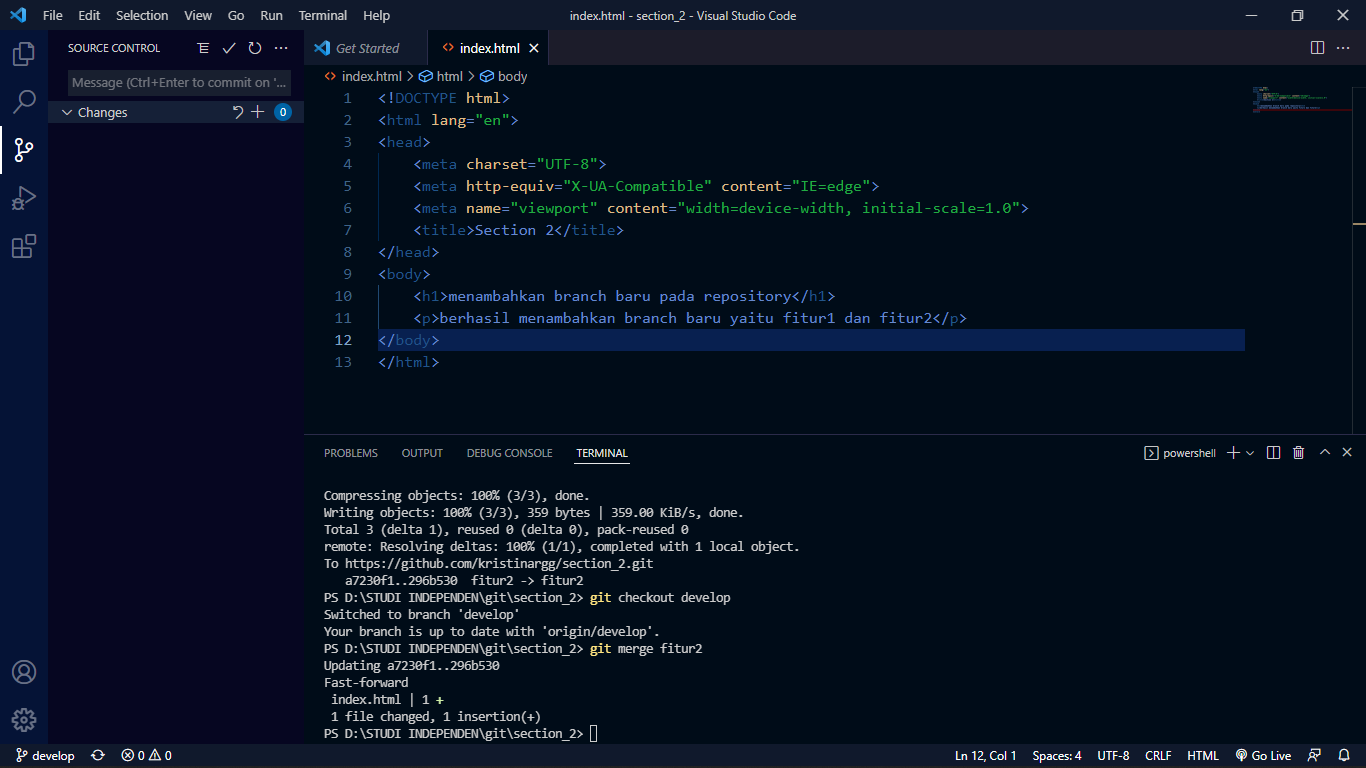 File Edit Selection View Go Run Terminal Help index.html - section_2 - Visual Studio Code
SOURCE CONTROL
Message (Ctrl+Enter to commit on '...
Changes 0
Get Started index.html
index.html > html > body
1 <!DOCTYPE html>
2 <html lang="en">
3 <head>
4 <meta charset="UTF-8">
5 <meta http-equiv="X-UA-Compatible" content="IE=edge">
6 <meta name="viewport" content="width=device-width, initial-scale=1.0">
7 <title>Section 2</title>
8 </head>
9 <body>
10 <h1>menambahkan branch baru pada repository</h1>
11 <p>berhasil menambahkan branch baru yaitu fitur1 dan fitur2</p>
12 </body>
13 </html>
PROBLEMS OUTPUT DEBUG CONSOLE TERMINAL powershell
Compressing objects: 100% (3/3), done.
Writing objects: 100% (3/3), 359 bytes | 359.00 KiB/s, done.
Total 3 (delta 1), reused 0 (delta 0), pack-reused 0
remote: Resolving deltas: 100% (1/1), completed with 1 local object.
To https://github.com/kristinargg/section_2.git
a7230f1..296b530 fitur2 -> fitur2
PS D:\STUDI INDEPENDEN\git\section_2> git checkout develop
Switched to branch 'develop'
Your branch is up to date with 'origin/develop'.
PS D:\STUDI INDEPENDEN\git\section_2> git merge fitur2
Updating a7230f1..296b530
Fast-forward
index.html | 1 +
1 file changed, 1 insertion(+)
PS D:\STUDI INDEPENDEN\git\section_2>
develop 0 0 Ln 12, Col 1 Spaces: 4 UTF-8 CRLF HTML Go Live